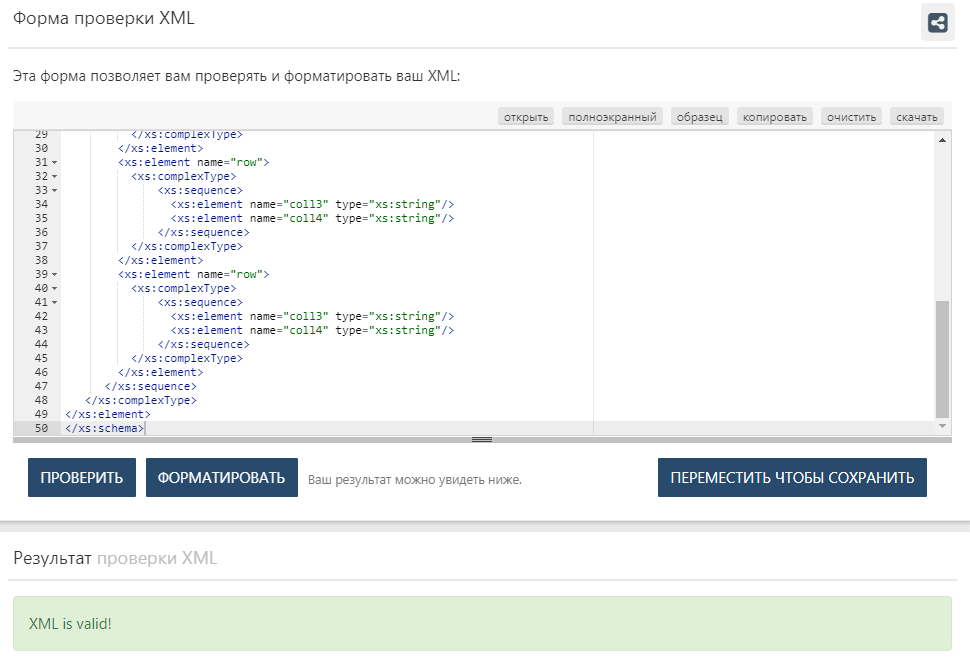 Форма проверки XML
Эта форма позволяет вам проверять и форматировать ваш XML:
открыть полноэкранный образец копировать очистить скачать
29 </xs:complexType>
30 </xs:element>
31 <xs:element name="row">
32 <xs:complexType>
33 <xs:sequence>
34 <xs:element name="coll3" type="xs:string"/>
35 <xs:element name="coll4" type="xs:string"/>
36 </xs:sequence>
37 </xs:complexType>
38 </xs:element>
39 <xs:element name="row">
40 <xs:complexType>
41 <xs:sequence>
42 <xs:element name="coll3" type="xs:string"/>
43 <xs:element name="coll4" type="xs:string"/>
44 </xs:sequence>
45 </xs:complexType>
46 </xs:element>
47 </xs:sequence>
48 </xs:complexType>
49 </xs:element>
50 </xs:schema>
ПРОВЕРИТЬ ФОРМАТИРОВАТЬ Ваш результат можно увидеть ниже. ПЕРЕМЕСТИТЬ ЧТОБЫ СОХРАНИТЬ
Результат проверки XML
XML is valid!